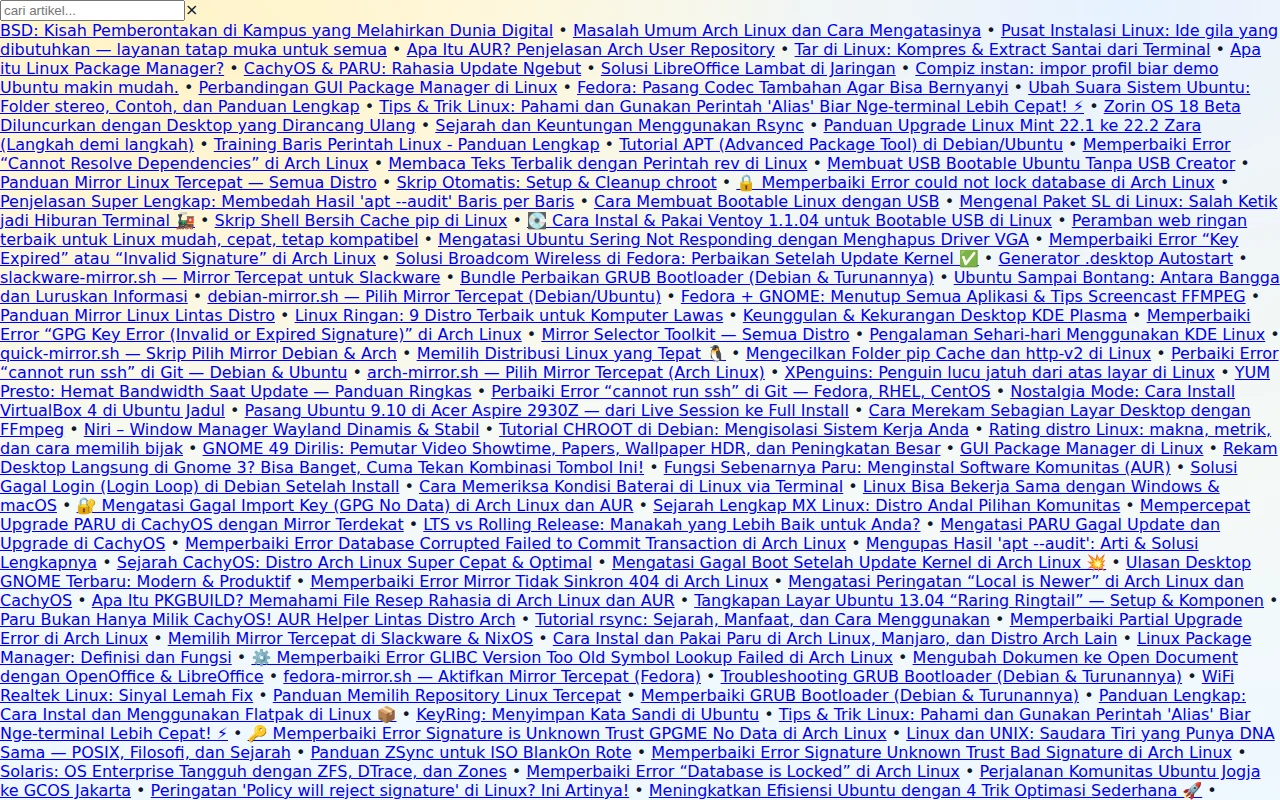 cari artikel... ×
BSD: Kisah Pemberontakan di Kampus yang Melahirkan Dunia Digital • Masalah Umum Arch Linux dan Cara Mengatasinya • Pusat Instalasi Linux: Ide gila yang
dibutuhkan — layanan tatap muka untuk semua • Apa Itu AUR? Penjelasan Arch User Repository • Tar di Linux: Kompres & Extract Santai dari Terminal • Apa
itu Linux Package Manager? • CachyOS & PARU: Rahasia Update Ngebut • Solusi LibreOffice Lambat di Jaringan • Compiz instan: impor profil biar demo
Ubuntu makin mudah. • Perbandingan GUI Package Manager di Linux • Fedora: Pasang Codec Tambahan Agar Bisa Bernyanyi • Ubah Suara Sistem Ubuntu:
Folder stereo, Contoh, dan Panduan Lengkap • Tips & Trik Linux: Pahami dan Gunakan Perintah 'Alias' Biar Nge-terminal Lebih Cepat! ⚡ • Zorin OS 18 Beta
Diluncurkan dengan Desktop yang Dirancang Ulang • Sejarah dan Keuntungan Menggunakan Rsync • Panduan Upgrade Linux Mint 22.1 ke 22.2 Zara
(Langkah demi langkah) • Training Baris Perintah Linux - Panduan Lengkap • Tutorial APT (Advanced Package Tool) di Debian/Ubuntu • Memperbaiki Error
“Cannot Resolve Dependencies” di Arch Linux • Membaca Teks Terbalik dengan Perintah rev di Linux • Membuat USB Bootable Ubuntu Tanpa USB Creator •
Panduan Mirror Linux Tercepat — Semua Distro • Skrip Otomatis: Setup & Cleanup chroot • 🔒 Memperbaiki Error could not lock database di Arch Linux •
Penjelasan Super Lengkap: Membedah Hasil 'apt --audit' Baris per Baris • Cara Membuat Bootable Linux dengan USB • Mengenal Paket SL di Linux: Salah Ketik
jadi Hiburan Terminal 🚂 • Skrip Shell Bersih Cache pip di Linux • 💽 Cara Instal & Pakai Ventoy 1.1.04 untuk Bootable USB di Linux • Peramban web ringan
terbaik untuk Linux mudah, cepat, tetap kompatibel • Mengatasi Ubuntu Sering Not Responding dengan Menghapus Driver VGA • Memperbaiki Error “Key
Expired” atau “Invalid Signature” di Arch Linux • Solusi Broadcom Wireless di Fedora: Perbaikan Setelah Update Kernel ✅ • Generator .desktop Autostart •
slackware-mirror.sh — Mirror Tercepat untuk Slackware • Bundle Perbaikan GRUB Bootloader (Debian & Turunannya) • Ubuntu Sampai Bontang: Antara Bangga
dan Luruskan Informasi • debian-mirror.sh — Pilih Mirror Tercepat (Debian/Ubuntu) • Fedora + GNOME: Menutup Semua Aplikasi & Tips Screencast FFMPEG •
Panduan Mirror Linux Lintas Distro • Linux Ringan: 9 Distro Terbaik untuk Komputer Lawas • Keunggulan & Kekurangan Desktop KDE Plasma • Memperbaiki
Error “GPG Key Error (Invalid or Expired Signature)” di Arch Linux • Mirror Selector Toolkit — Semua Distro • Pengalaman Sehari-hari Menggunakan KDE Linux •
quick-mirror.sh — Skrip Pilih Mirror Debian & Arch • Memilih Distribusi Linux yang Tepat 🐧 • Mengecilkan Folder pip Cache dan http-v2 di Linux • Perbaiki Error
“cannot run ssh” di Git — Debian & Ubuntu • arch-mirror.sh — Pilih Mirror Tercepat (Arch Linux) • XPenguins: Penguin lucu jatuh dari atas layar di Linux • YUM
Presto: Hemat Bandwidth Saat Update — Panduan Ringkas • Perbaiki Error “cannot run ssh” di Git — Fedora, RHEL, CentOS • Nostalgia Mode: Cara Install
VirtualBox 4 di Ubuntu Jadul • Pasang Ubuntu 9.10 di Acer Aspire 2930Z — dari Live Session ke Full Install • Cara Merekam Sebagian Layar Desktop dengan
FFmpeg • Niri – Window Manager Wayland Dinamis & Stabil • Tutorial CHROOT di Debian: Mengisolasi Sistem Kerja Anda • Rating distro Linux: makna, metrik,
dan cara memilih bijak • GNOME 49 Dirilis: Pemutar Video Showtime, Papers, Wallpaper HDR, dan Peningkatan Besar • GUI Package Manager di Linux • Rekam
Desktop Langsung di Gnome 3? Bisa Banget, Cuma Tekan Kombinasi Tombol Ini! • Fungsi Sebenarnya Paru: Menginstal Software Komunitas (AUR) • Solusi
Gagal Login (Login Loop) di Debian Setelah Install • Cara Memeriksa Kondisi Baterai di Linux via Terminal • Linux Bisa Bekerja Sama dengan Windows &
macOS • 🔐 Mengatasi Gagal Import Key (GPG No Data) di Arch Linux dan AUR • Sejarah Lengkap MX Linux: Distro Andal Pilihan Komunitas • Mempercepat
Upgrade PARU di CachyOS dengan Mirror Terdekat • LTS vs Rolling Release: Manakah yang Lebih Baik untuk Anda? • Mengatasi PARU Gagal Update dan
Upgrade di CachyOS • Memperbaiki Error Database Corrupted Failed to Commit Transaction di Arch Linux • Mengupas Hasil 'apt --audit': Arti & Solusi
Lengkapnya • Sejarah CachyOS: Distro Arch Linux Super Cepat & Optimal • Mengatasi Gagal Boot Setelah Update Kernel di Arch Linux 💥 • Ulasan Desktop
GNOME Terbaru: Modern & Produktif • Memperbaiki Error Mirror Tidak Sinkron 404 di Arch Linux • Mengatasi Peringatan “Local is Newer” di Arch Linux dan
CachyOS • Apa Itu PKGBUILD? Memahami File Resep Rahasia di Arch Linux dan AUR • Tangkapan Layar Ubuntu 13.04 “Raring Ringtail” — Setup & Komponen •
Paru Bukan Hanya Milik CachyOS! AUR Helper Lintas Distro Arch • Tutorial rsync: Sejarah, Manfaat, dan Cara Menggunakan • Memperbaiki Partial Upgrade
Error di Arch Linux • Memilih Mirror Tercepat di Slackware & NixOS • Cara Instal dan Pakai Paru di Arch Linux, Manjaro, dan Distro Arch Lain • Linux Package
Manager: Definisi dan Fungsi • ⚙️ Memperbaiki Error GLIBC Version Too Old Symbol Lookup Failed di Arch Linux • Mengubah Dokumen ke Open Document
dengan OpenOffice & LibreOffice • fedora-mirror.sh — Aktifkan Mirror Tercepat (Fedora) • Troubleshooting GRUB Bootloader (Debian & Turunannya) • WiFi
Realtek Linux: Sinyal Lemah Fix • Panduan Memilih Repository Linux Tercepat • Memperbaiki GRUB Bootloader (Debian & Turunannya) • Panduan Lengkap:
Cara Instal dan Menggunakan Flatpak di Linux 📦 • KeyRing: Menyimpan Kata Sandi di Ubuntu • Tips & Trik Linux: Pahami dan Gunakan Perintah 'Alias' Biar
Nge-terminal Lebih Cepat! ⚡ • 🔑 Memperbaiki Error Signature is Unknown Trust GPGME No Data di Arch Linux • Linux dan UNIX: Saudara Tiri yang Punya DNA
Sama — POSIX, Filosofi, dan Sejarah • Panduan ZSync untuk ISO BlankOn Rote • Memperbaiki Error Signature Unknown Trust Bad Signature di Arch Linux •
Solaris: OS Enterprise Tangguh dengan ZFS, DTrace, dan Zones • Memperbaiki Error “Database is Locked” di Arch Linux • Perjalanan Komunitas Ubuntu Jogja
ke GCOS Jakarta • Peringatan 'Policy will reject signature' di Linux? Ini Artinya! • Meningkatkan Efisiensi Ubuntu dengan 4 Trik Optimasi Sederhana 🚀 •